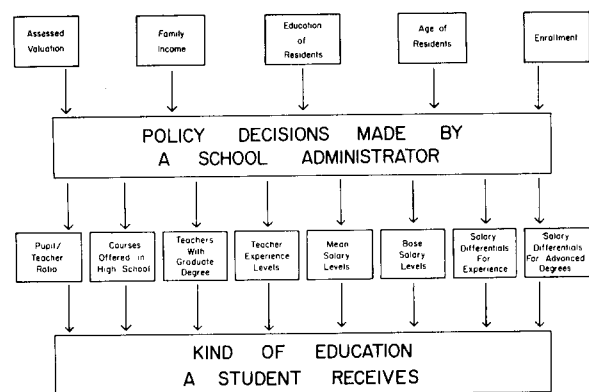 Assessed
Valuation
Family
Income
Education
of
Residents
Age
of Residents
Enrollment
POLICY DECISIONS MADE BY
A SCHOOL ADMINISTRATOR
Pupil/
Teacher
Ratio
Courses
Offered in
High School
Teachers
With
Graduate
Degree
Teacher
Experience
Levels
Mean
Salary
Levels
Base
Salary
Levels
Salary
Differentials
For
Experience
Salary
Differentials
For Advanced
Degrees
KIND OF EDUCATION
A STUDENT RECEIVES